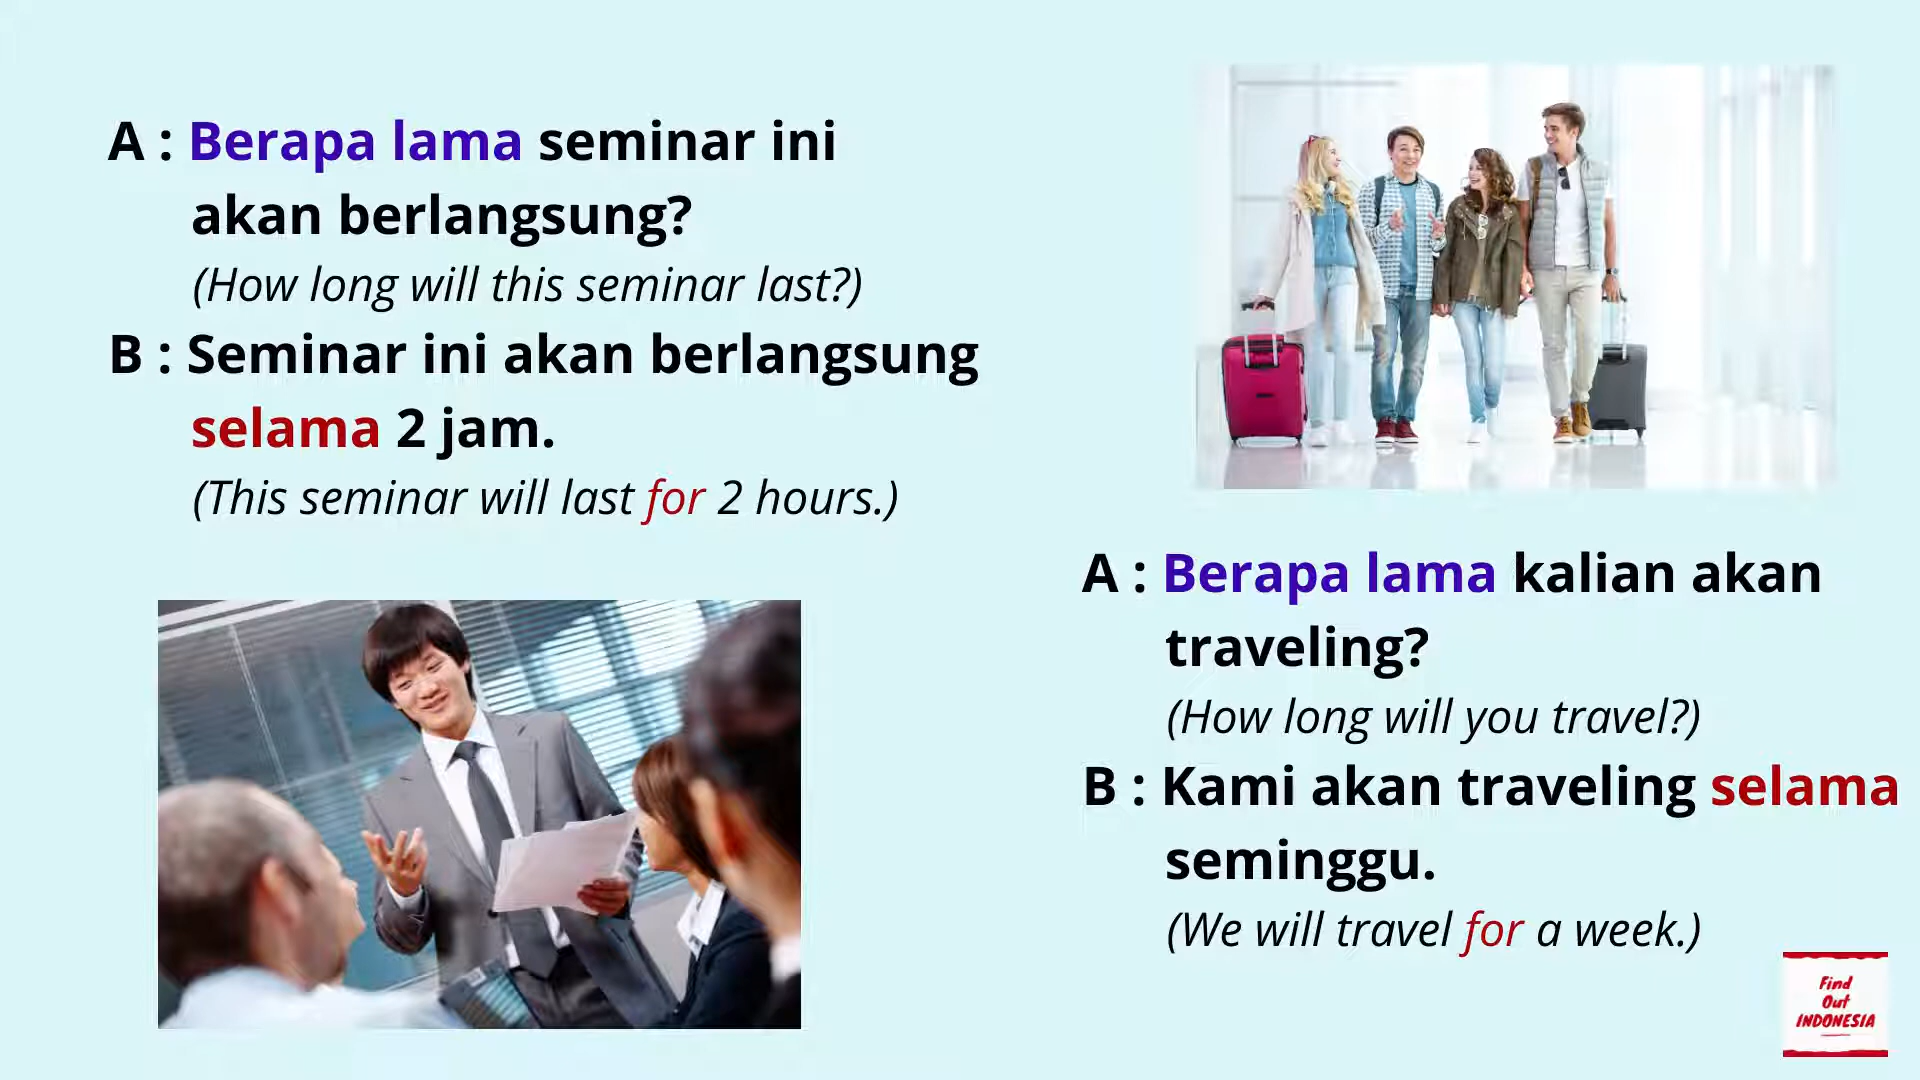 A : Berapa lama seminar ini
akan berlangsung?
(How long will this seminar last?)
B : Seminar ini akan berlangsung
selama 2 jam.
(This seminar will last for 2 hours.)
A : Berapa lama kalian akan
traveling?
(How long will you travel?)
B : Kami akan traveling selama
seminggu.
(We will travel for a week.)
Find
Out
INDONESIA